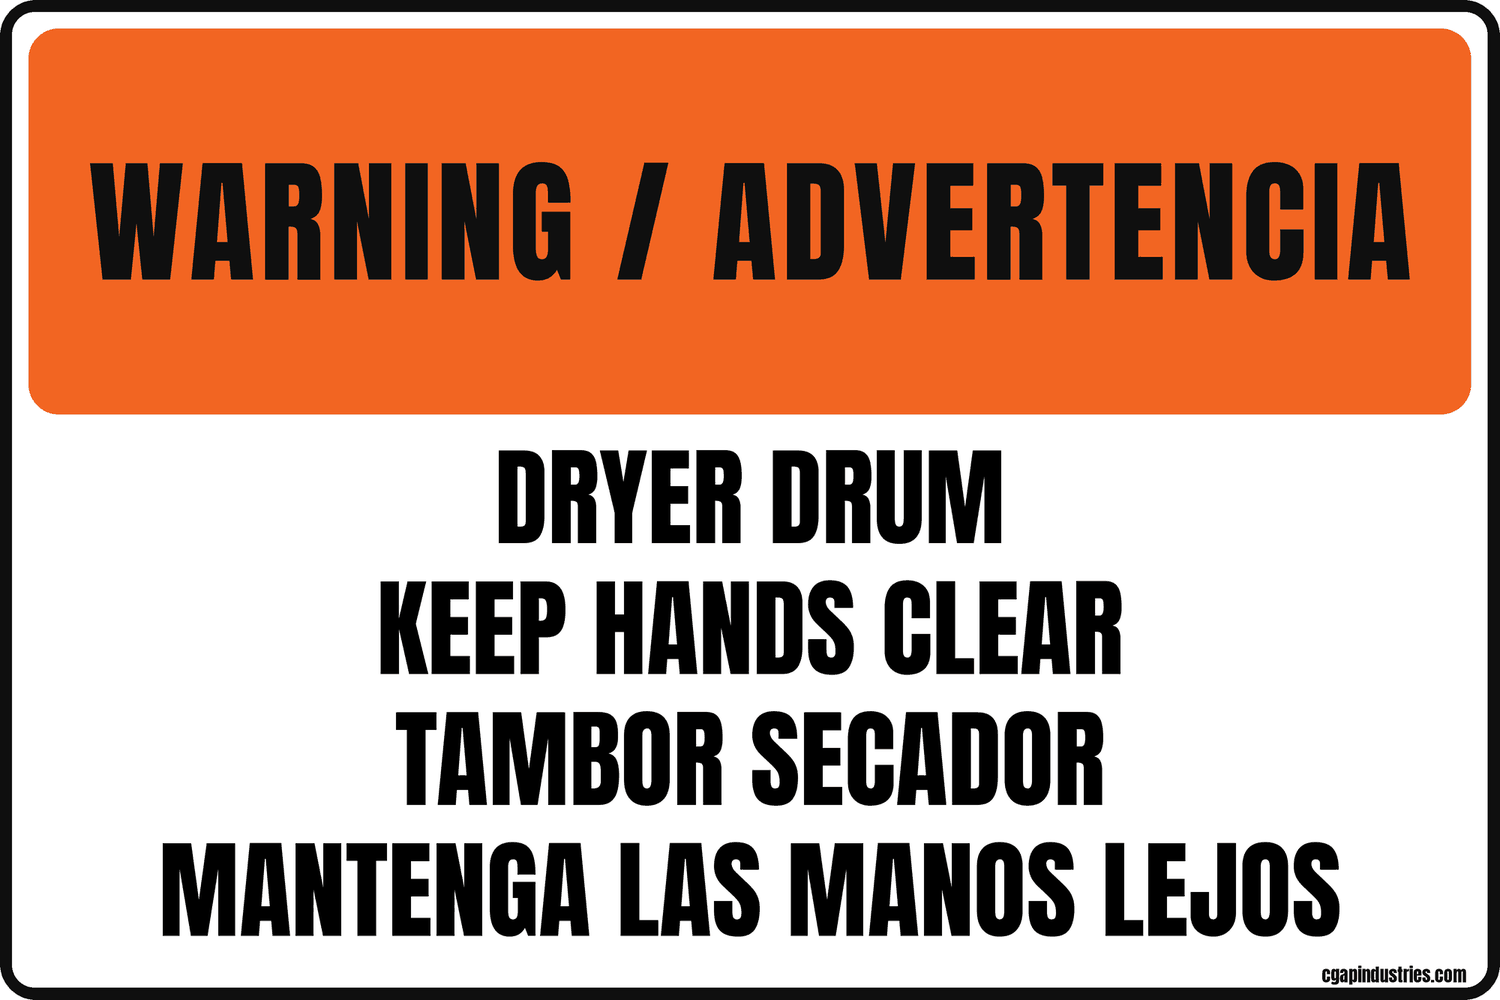 WARNING / ADVERTENCIA
DRYER DRUM
KEEP HANDS CLEAR
TAMBOR SECADOR
MANTENGA LAS MANOS LEJOS
cgapindustries.com